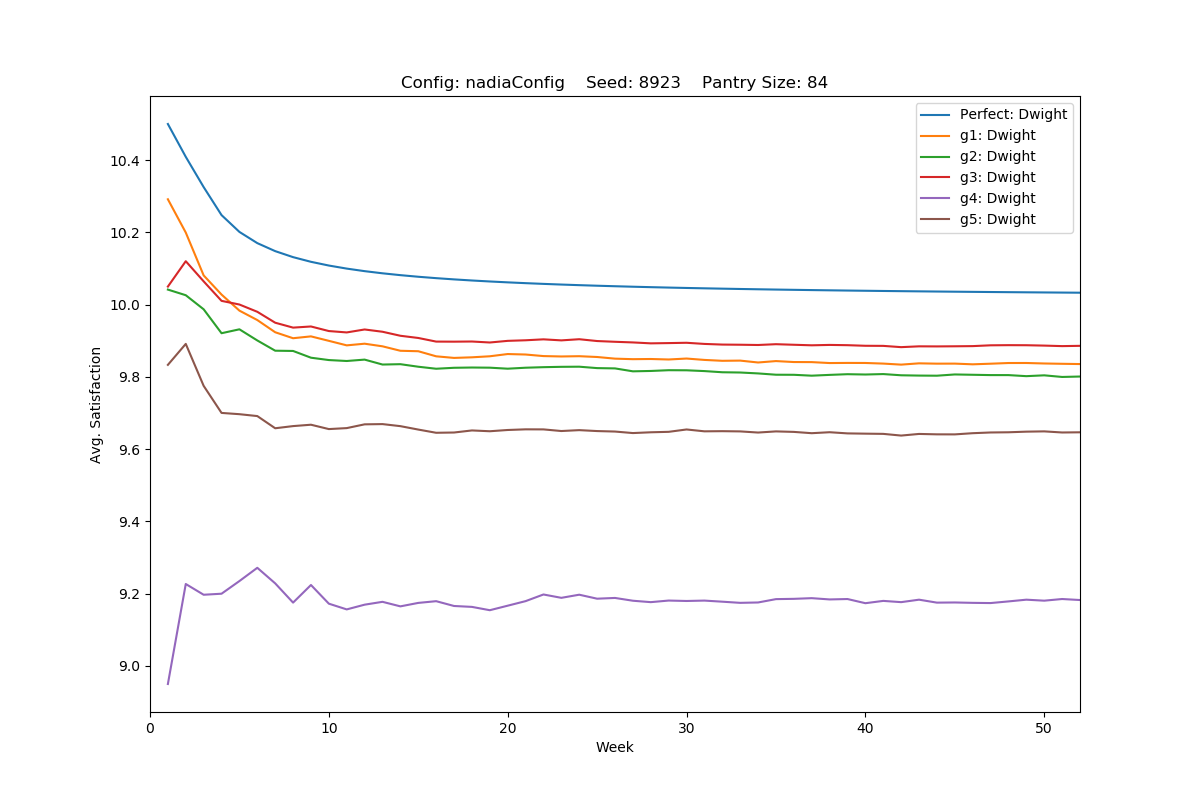 Config: nadiaConfig    Seed: 8923    Pantry Size: 84
Perfect: Dwight
g1: Dwight
g2: Dwight
g3: Dwight
g4: Dwight
g5: Dwight
10.4
10.2
10.0
9.8
9.6
9.4
9.2
9.0
Avg. Satisfaction
0 10 20 30 40 50
Week